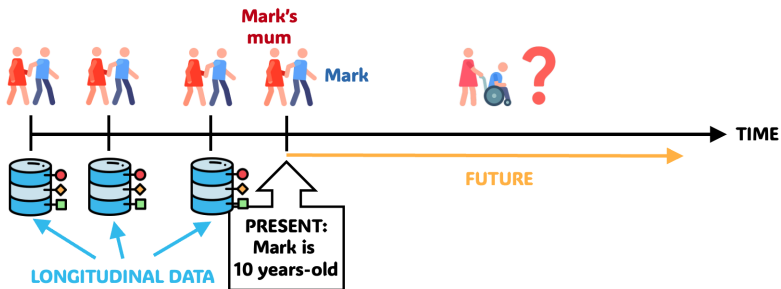 Mark's
mum
Mark
?
TIME
FUTURE
PRESENT:
Mark is
10 years-old
LONGITUDINAL DATA